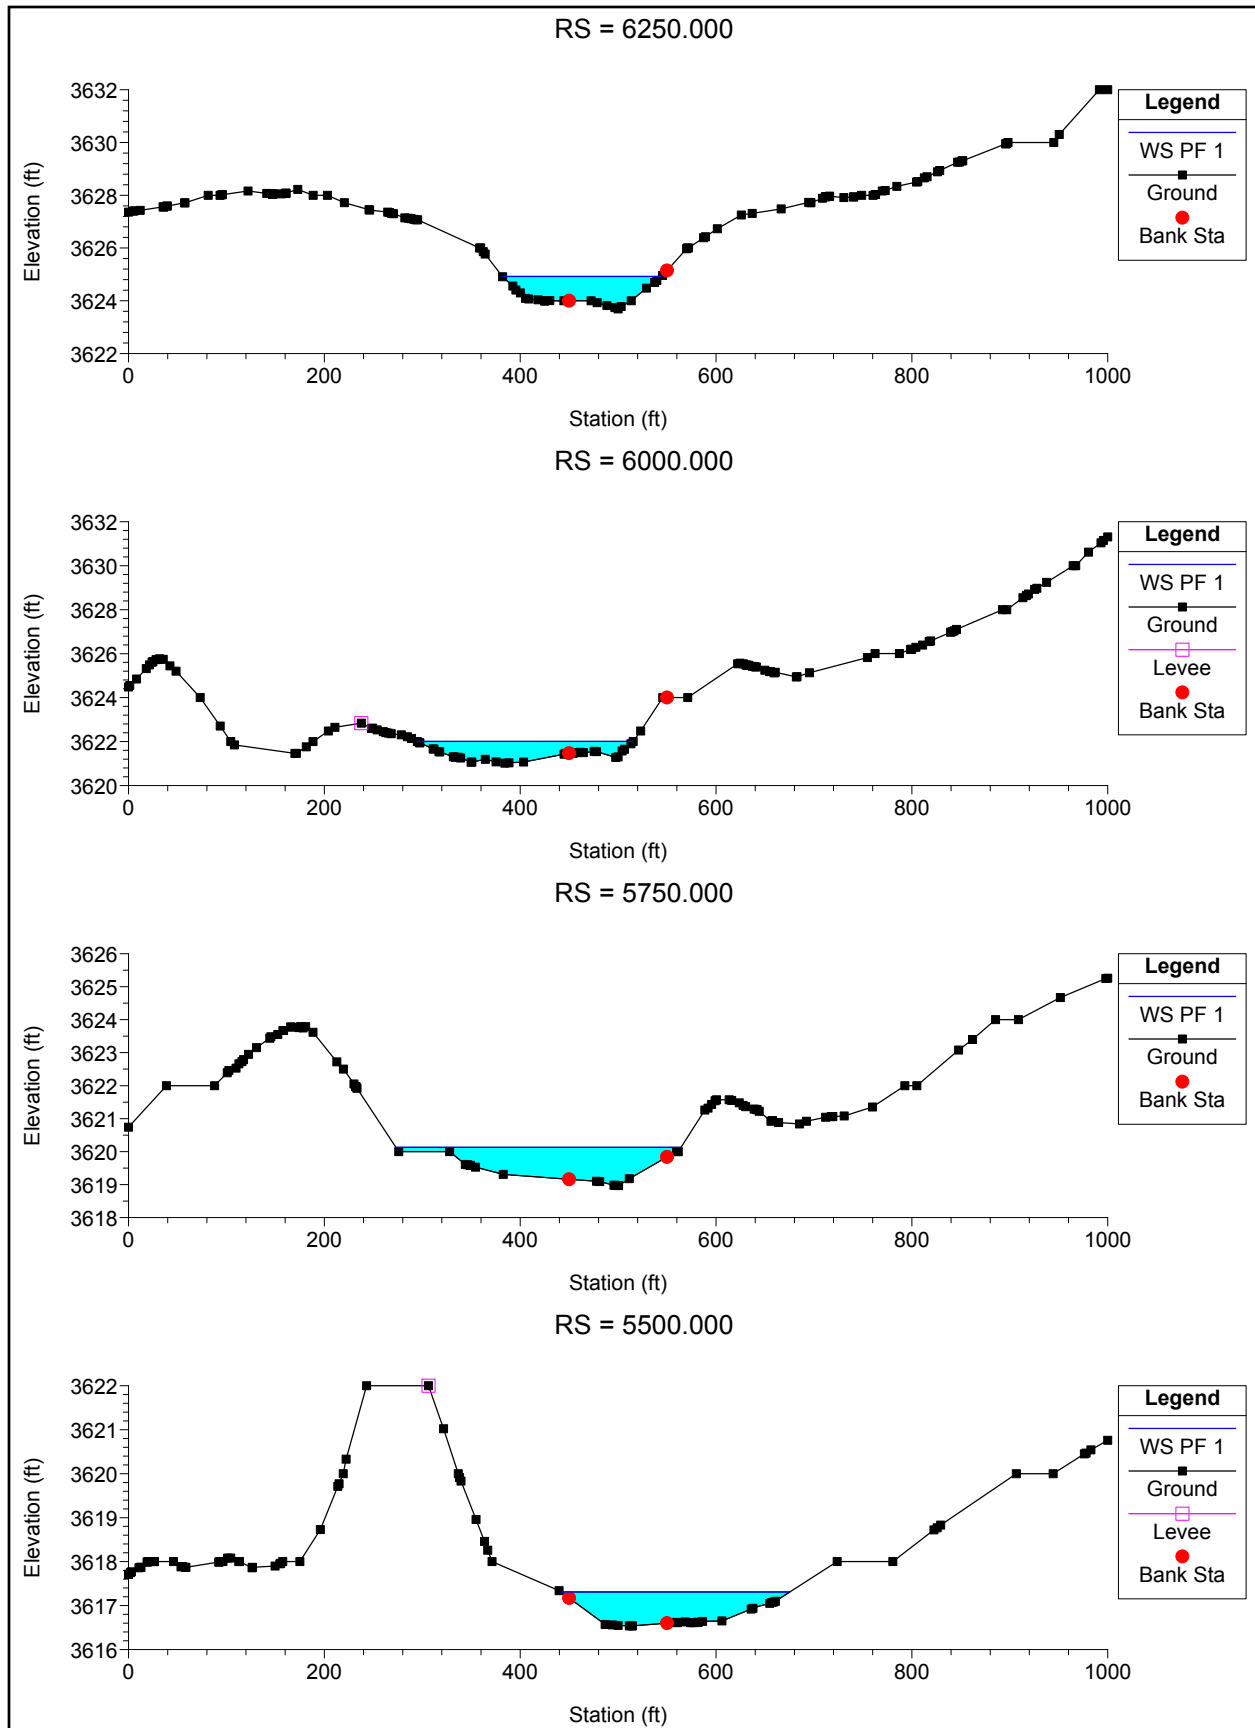 RS = 6250.000
Elevation (ft)
3632
3630
3628
3626
3624
3622
0 200 400 600 800 1000
Station (ft)
Legend
WS PF 1
Ground
Bank Sta
RS = 6000.000
Elevation (ft)
3632
3630
3628
3626
3624
3622
3620
0 200 400 600 800 1000
Station (ft)
Legend
WS PF 1
Ground
Levee
Bank Sta
RS = 5750.000
Elevation (ft)
3626
3625
3624
3623
3622
3621
3620
3619
3618
0 200 400 600 800 1000
Station (ft)
Legend
WS PF 1
Ground
Bank Sta
RS = 5500.000
Elevation (ft)
3622
3621
3620
3619
3618
3617
3616
0 200 400 600 800 1000
Station (ft)
Legend
WS PF 1
Ground
Levee
Bank Sta